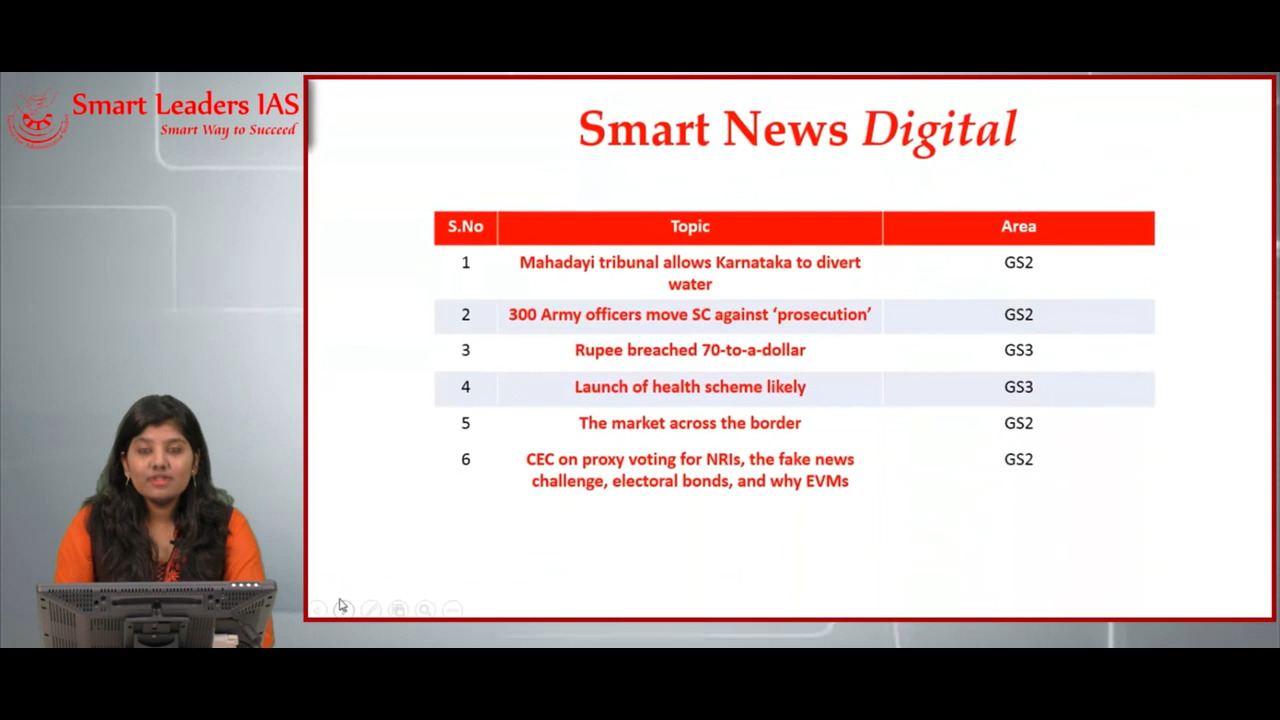 Smart Leaders IAS
Smart Way to Succeed
Smart News Digital
S.No Topic Area
1 Mahadayi tribunal allows Karnataka to divert water GS2
2 300 Army officers move SC against ‘prosecution’ GS2
3 Rupee breached 70-to-a-dollar GS3
4 Launch of health scheme likely GS3
5 The market across the border GS2
6 CEC on proxy voting for NRIs, the fake news challenge, electoral bonds, and why EVMs GS2